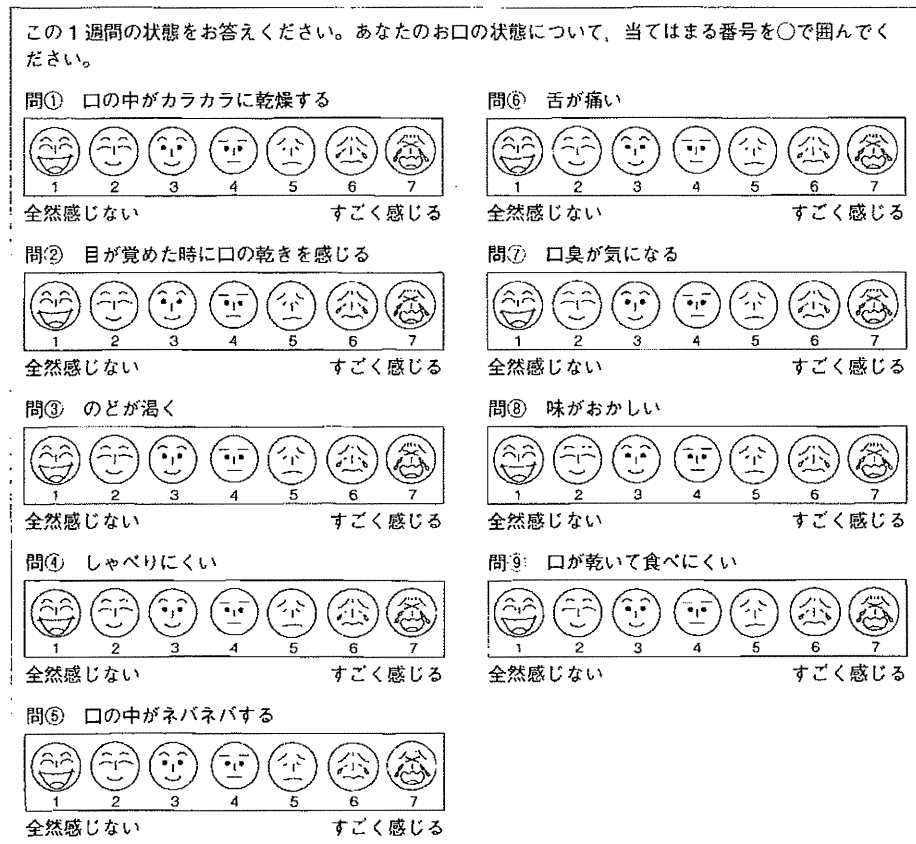 この1週間の状態をお答えください。あなたのお口の状態について，当てはまる番号を○で囲んでく
ださい。
問① 口の中がカラカラに乾燥する
1 2 3 4 5 6 7
全然感じない すごく感じる
問② 目が覚めた時に口の乾きを感じる
1 2 3 4 5 6 7
全然感じない すごく感じる
問③ のどが渇く
1 2 3 4 5 6 7
全然感じない すごく感じる
問④ しゃべりにくい
1 2 3 4 5 6 7
全然感じない すごく感じる
問⑤ 口の中がネバネバする
1 2 3 4 5 6 7
全然感じない すごく感じる
問⑥ 舌が痛い
1 2 3 4 5 6 7
全然感じない すごく感じる
問⑦ 口臭が気になる
1 2 3 4 5 6 7
全然感じない すごく感じる
問⑧ 味がおかしい
1 2 3 4 5 6 7
全然感じない すごく感じる
問⑨ 口が乾いて食べにくい
1 2 3 4 5 6 7
全然感じない すごく感じる